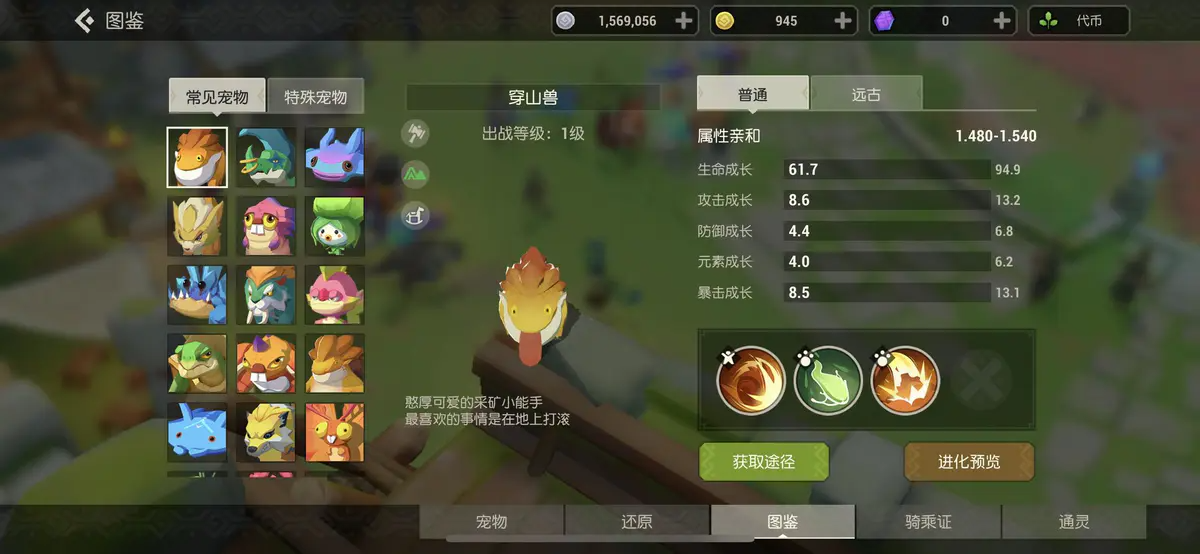 图鉴
1,569,056
945
0
代币
常见宠物
特殊宠物
穿山兽
出战等级：1级
憨厚可爱的采矿小能手
最喜欢的事情是在地上打滚
普通
远古
属性亲和 1.480-1.540
生命成长 61.7 94.9
攻击成长 8.6 13.2
防御成长 4.4 6.8
元素成长 4.0 6.2
暴击成长 8.5 13.1
获取途径
进化预览
宠物
还原
图鉴
骑乘证
通灵